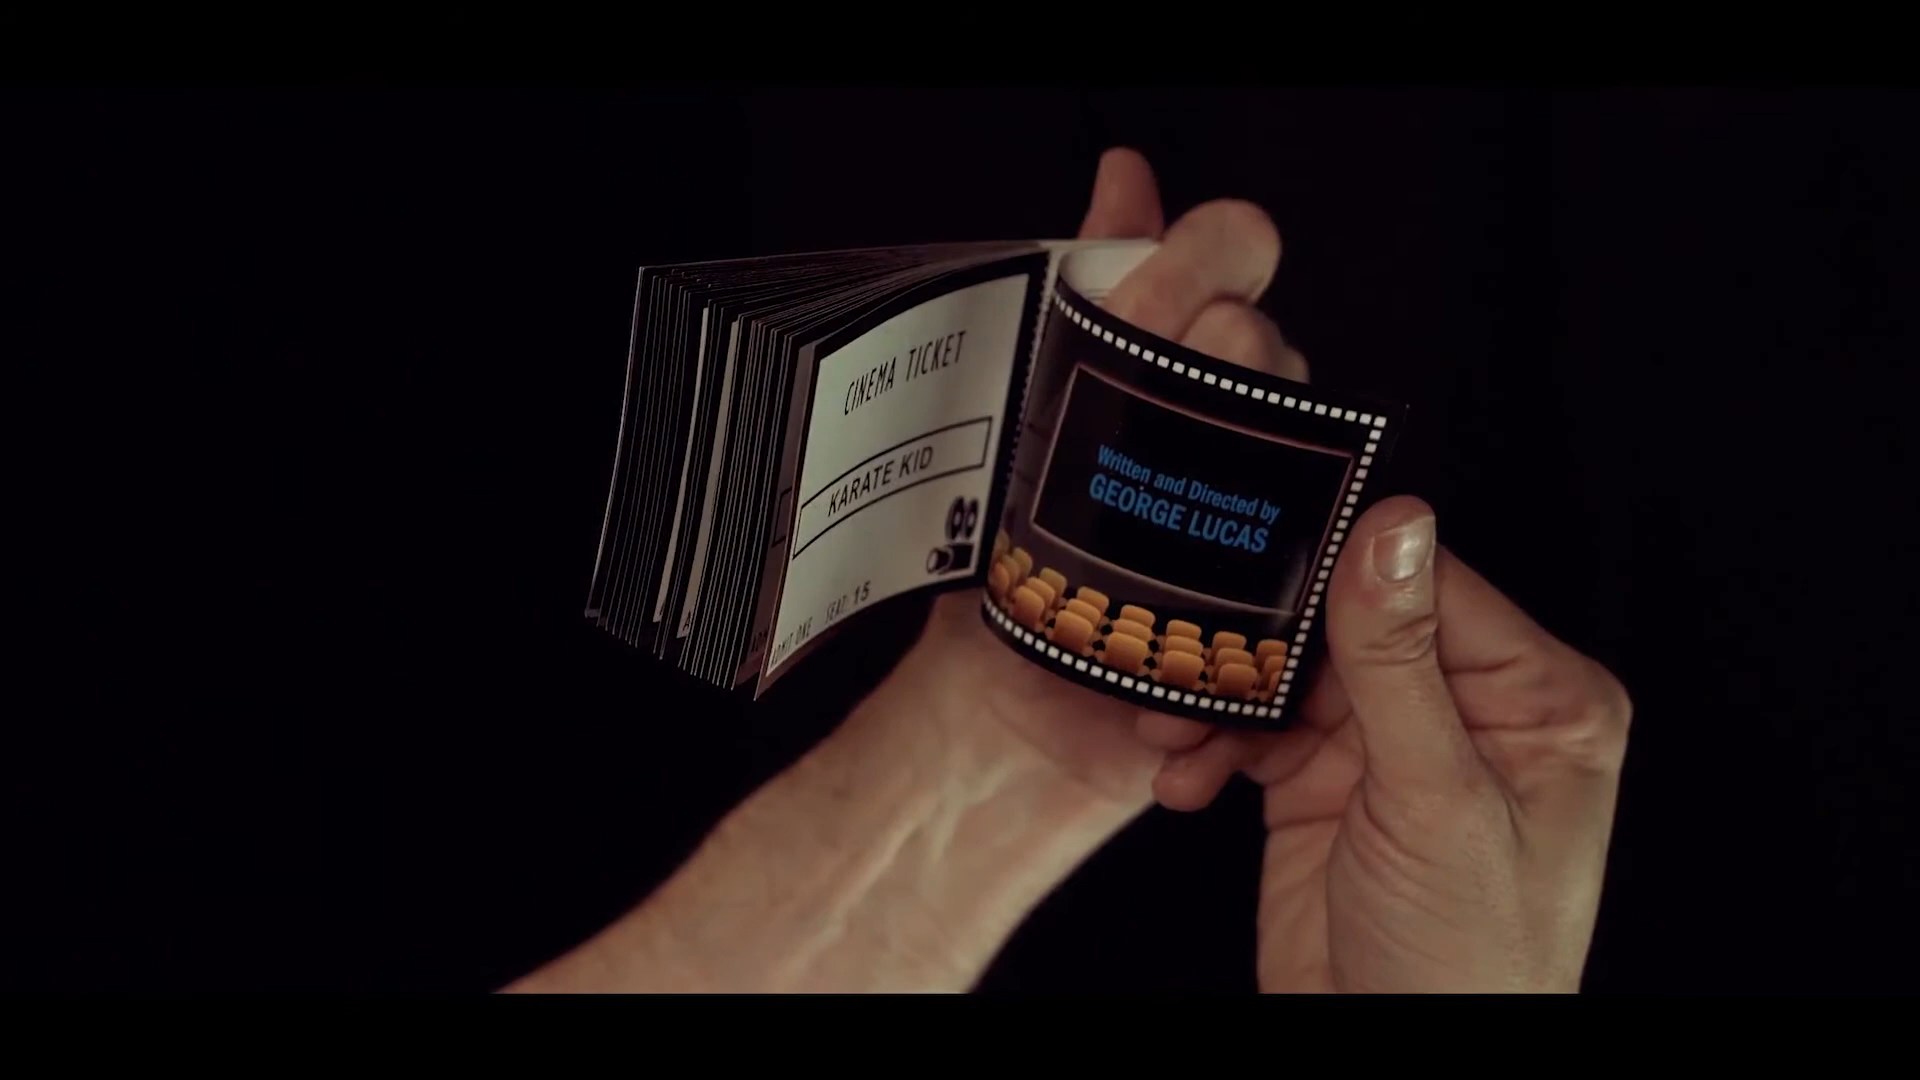 CINEMA TICKET
KARATE KID
ADMIT ONE SEAT: 15
Written and Directed by
GEORGE LUCAS